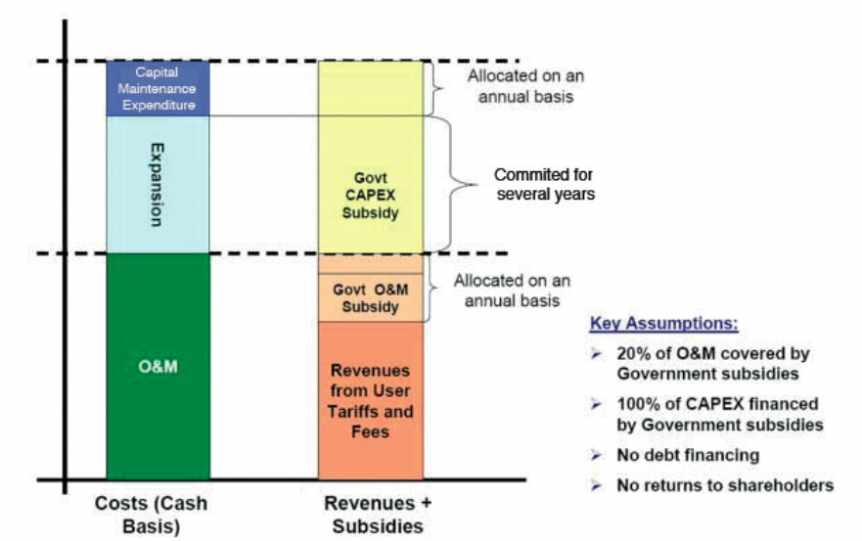 Capital
Maintenance
Expenditure
Expansion
O&M
Govt
CAPEX
Subsidy
Govt O&M
Subsidy
Revenues
from User
Tariffs and
Fees
Allocated on an
annual basis
Commited for
several years
Allocated on an
annual basis
Key Assumptions:
➢ 20% of O&M covered by
Government subsidies
➢ 100% of CAPEX financed
by Government subsidies
➢ No debt financing
➢ No returns to shareholders
Costs (Cash
Basis)
Revenues +
Subsidies